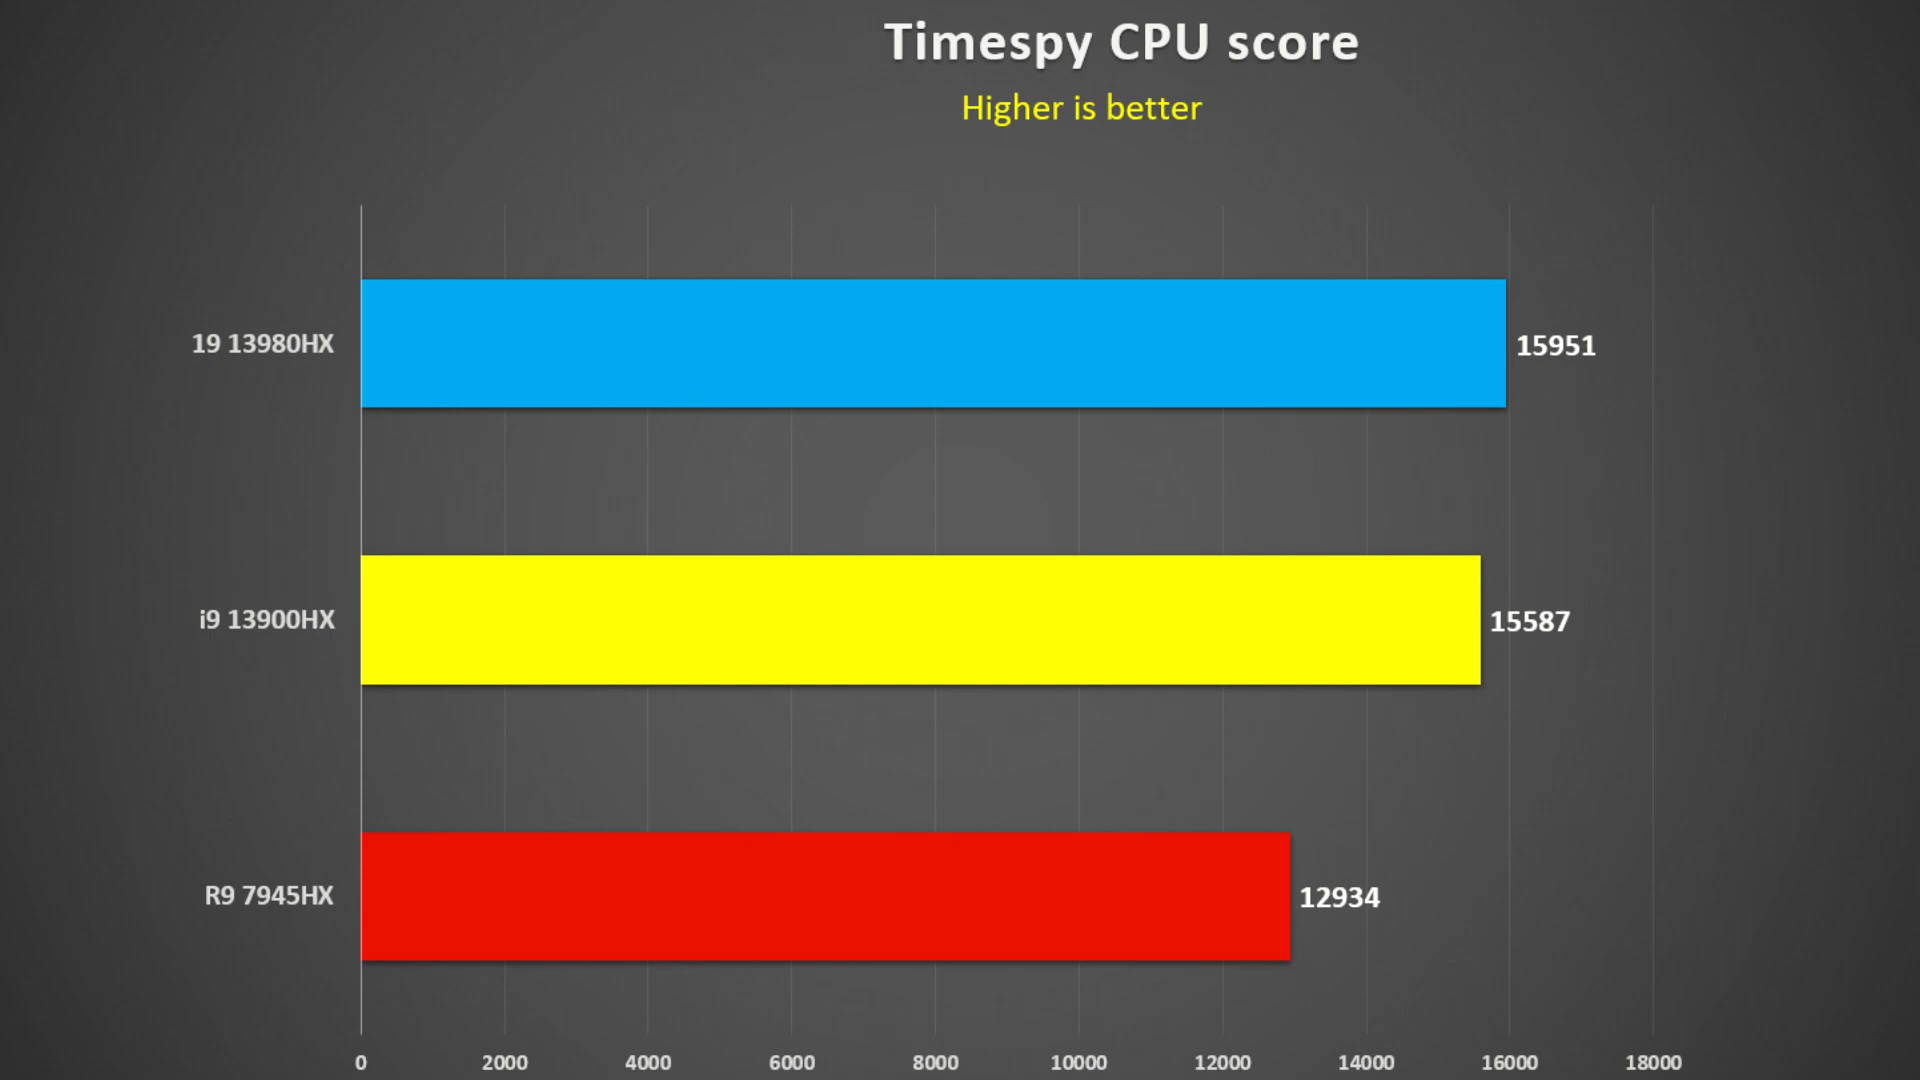 Timespy CPU score
Higher is better
19 13980HX
15951
i9 13900HX
15587
R9 7945HX
12934
0 2000 4000 6000 8000 10000 12000 14000 16000 18000